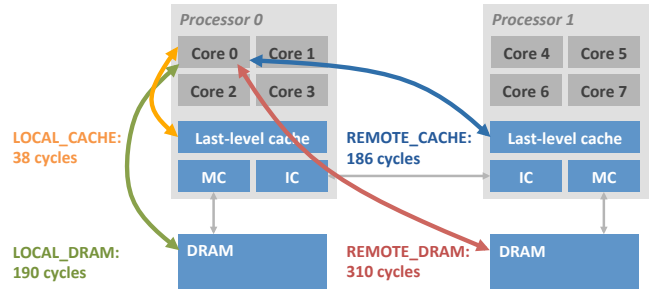 Processor 0
Processor 1
Core 0
Core 1
Core 4
Core 5
Core 2
Core 3
Core 6
Core 7
LOCAL_CACHE:
38 cycles
Last-level cache
REMOTE_CACHE:
186 cycles
Last-level cache
MC
IC
IC
MC
LOCAL_DRAM:
190 cycles
DRAM
REMOTE_DRAM:
310 cycles
DRAM